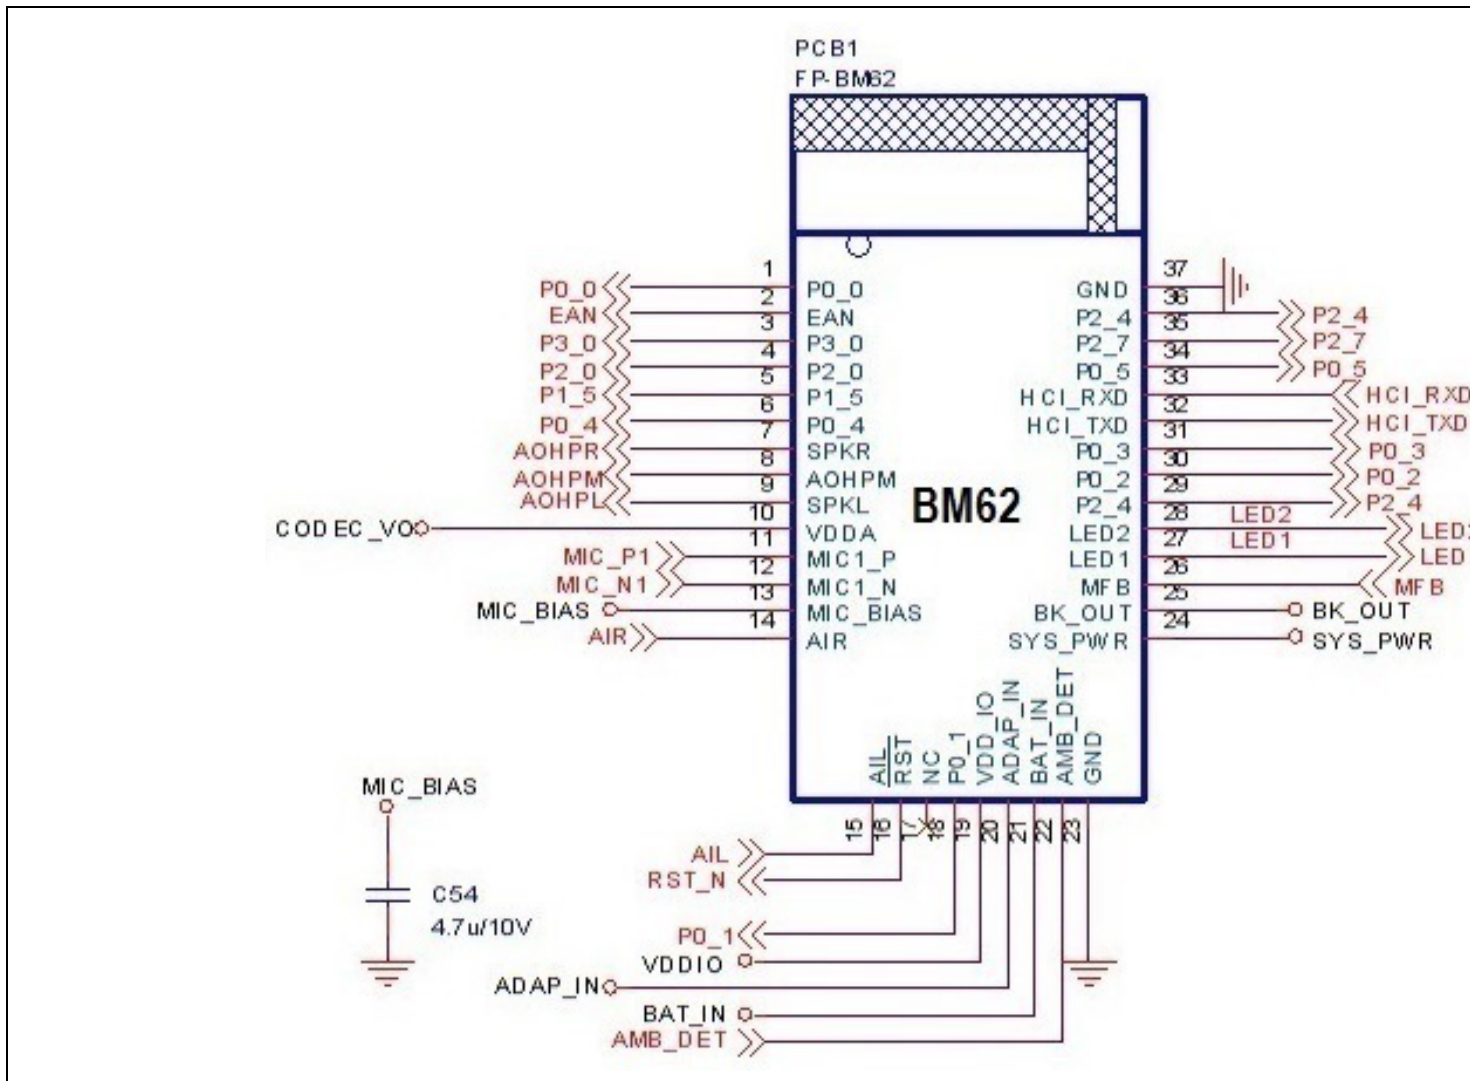 PCB1
FP-BM62
1
37
P0_0
P0_0
GND
2
36
EAN
EAN
P2_4
P2_4
3
35
P3_0
P3_0
P2_7
P2_7
4
34
P2_0
P2_0
P0_5
P0_5
5
33
P1_5
P1_5
HCI_RXD
HCI_RXD
6
32
P0_4
P0_4
HCI_TXD
HCI_TXD
7
31
AOHPR
SPKR
P0_3
P0_3
8
30
AOHPM
AOHPM
P0_2
P0_2
9
29
AOHPL
SPKL
P2_4
P2_4
BM62
10
28
LED2
CODEC_VO
VDDA
LED2
11
27
LED1
MIC_P1
MIC1_P
LED1
LED
12
26
MIC_N1
MIC1_N
MFB
MFB
13
25
MIC_BIAS
MIC_BIAS
BK_OUT
BK_OUT
14
24
AIR
AIR
SYS_PWR
SYS_PWR
AIL
RST
NC
P0_1
VDD_IO
ADAP_IN
BAT_IN
AMB_DET
GND
15
16
17
18
19
20
21
22
23
MIC_BIAS
C54
4.7u/10V
AIL
RST_N
P0_1
VDDIO
ADAP_IN
BAT_IN
AMB_DET